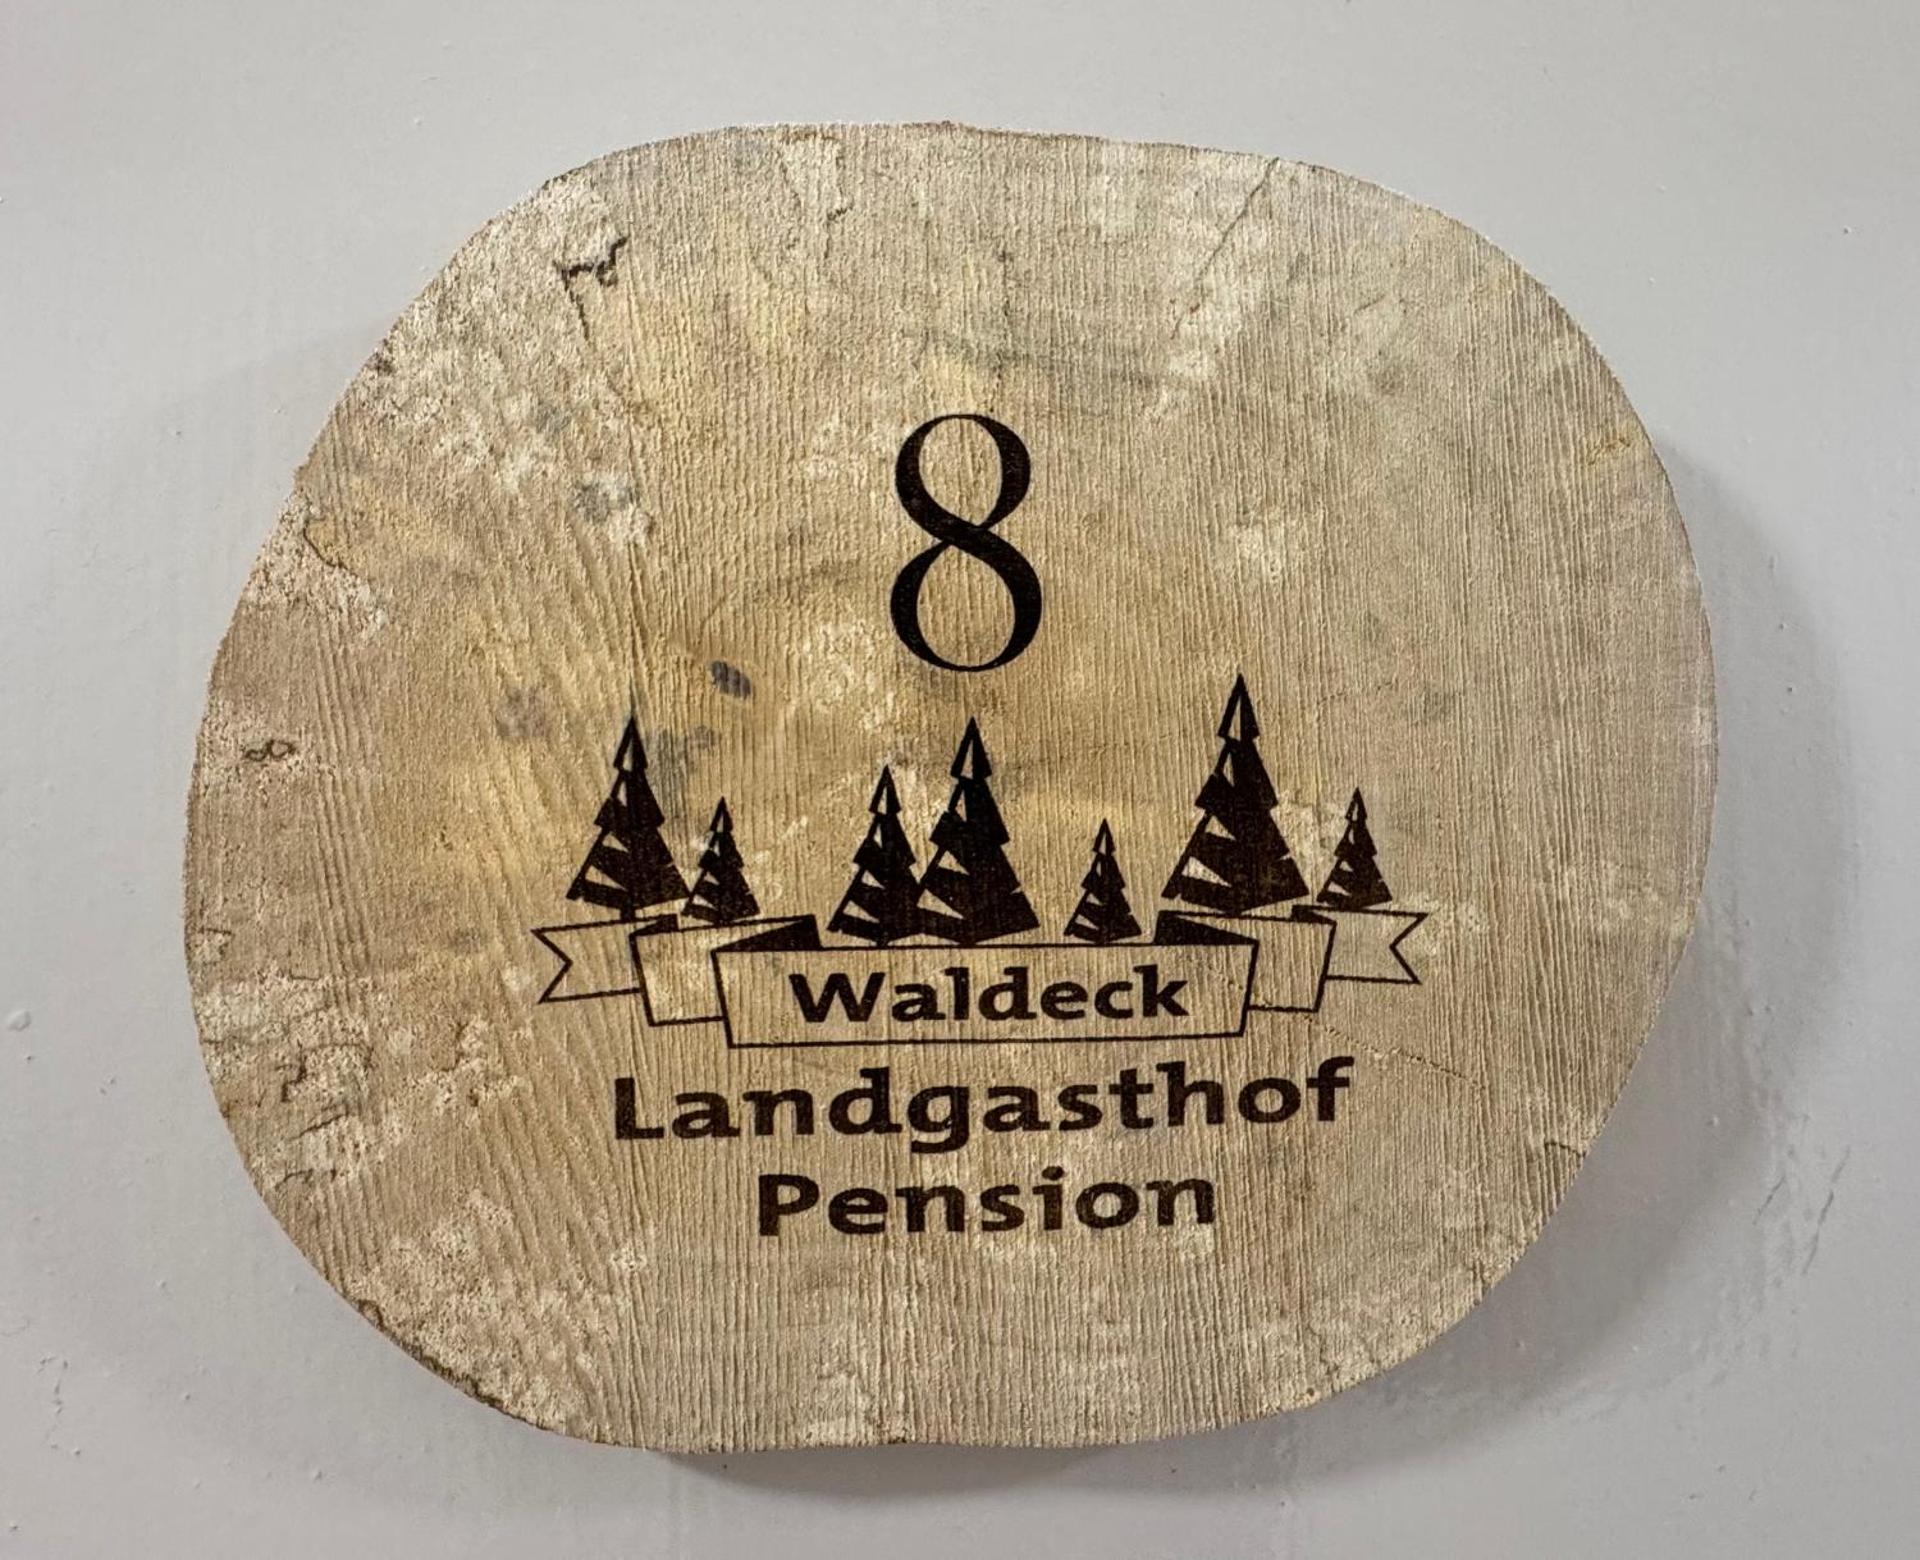 8
Waldeck
Landgasthof
Pension